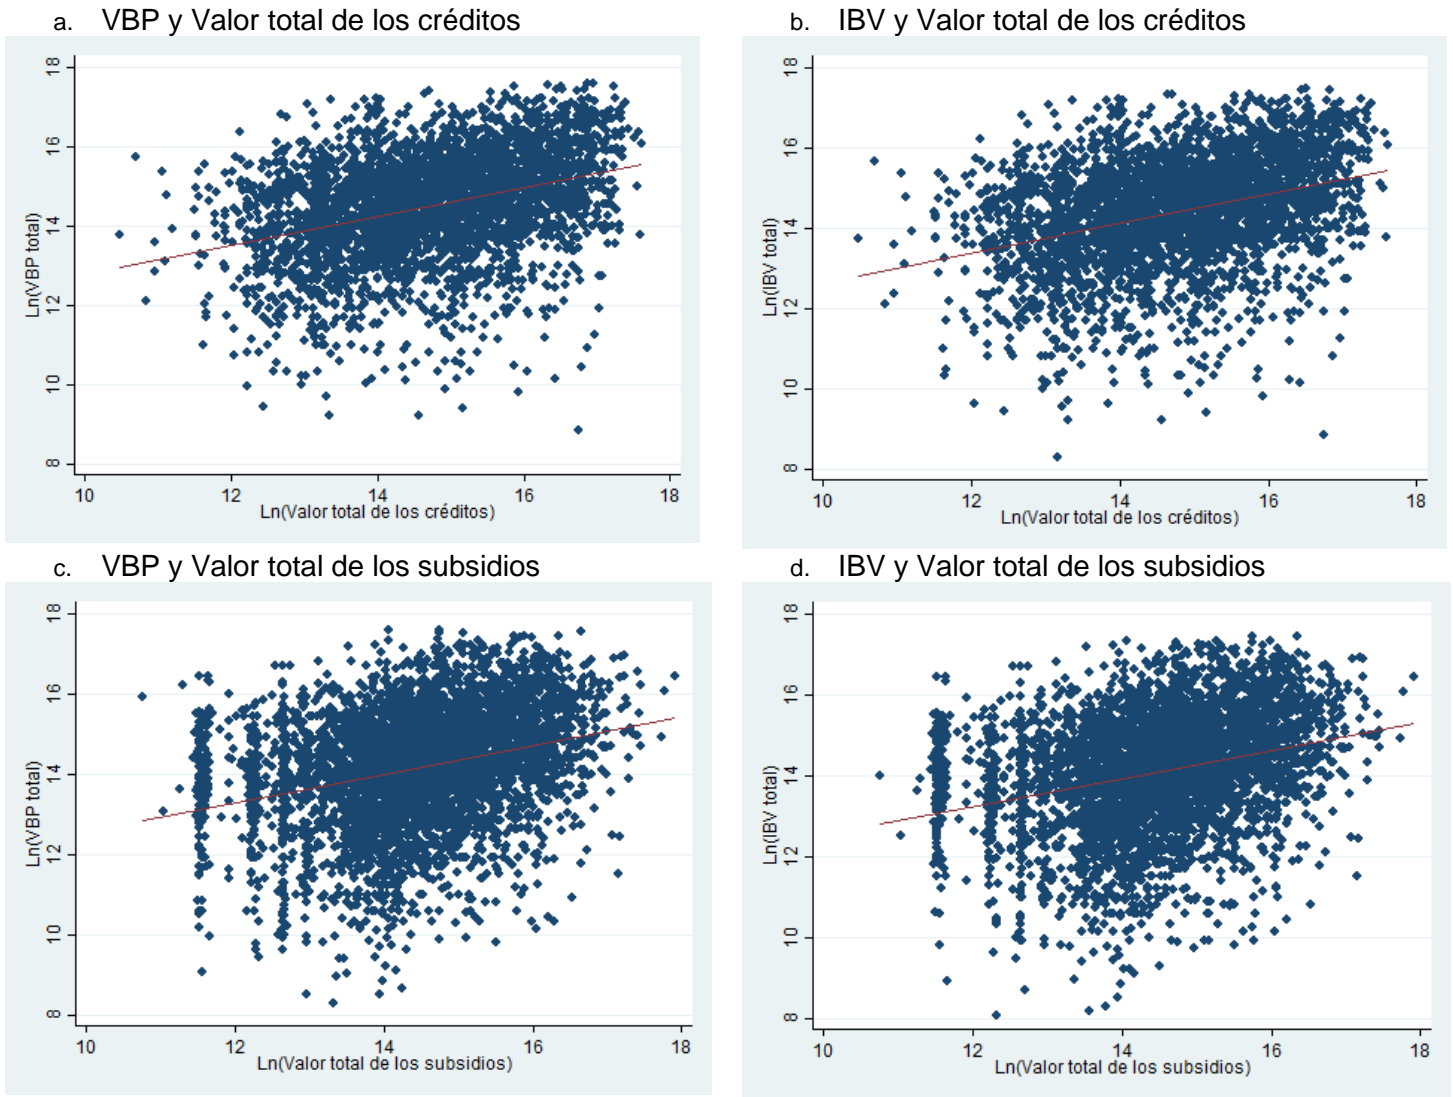 a. VBP y Valor total de los créditos
18
16
14
12
10
8
Ln(VBP total)
10 12 14 16 18
Ln(Valor total de los créditos)
b. IBV y Valor total de los créditos
18
16
14
12
10
8
Ln(IBV total)
10 12 14 16 18
Ln(Valor total de los créditos)
c. VBP y Valor total de los subsidios
18
16
14
12
10
8
Ln(VBP total)
10 12 14 16 18
Ln(Valor total de los subsidios)
d. IBV y Valor total de los subsidios
18
16
14
12
10
8
Ln(IBV total)
10 12 14 16 18
Ln(Valor total de los subsidios)